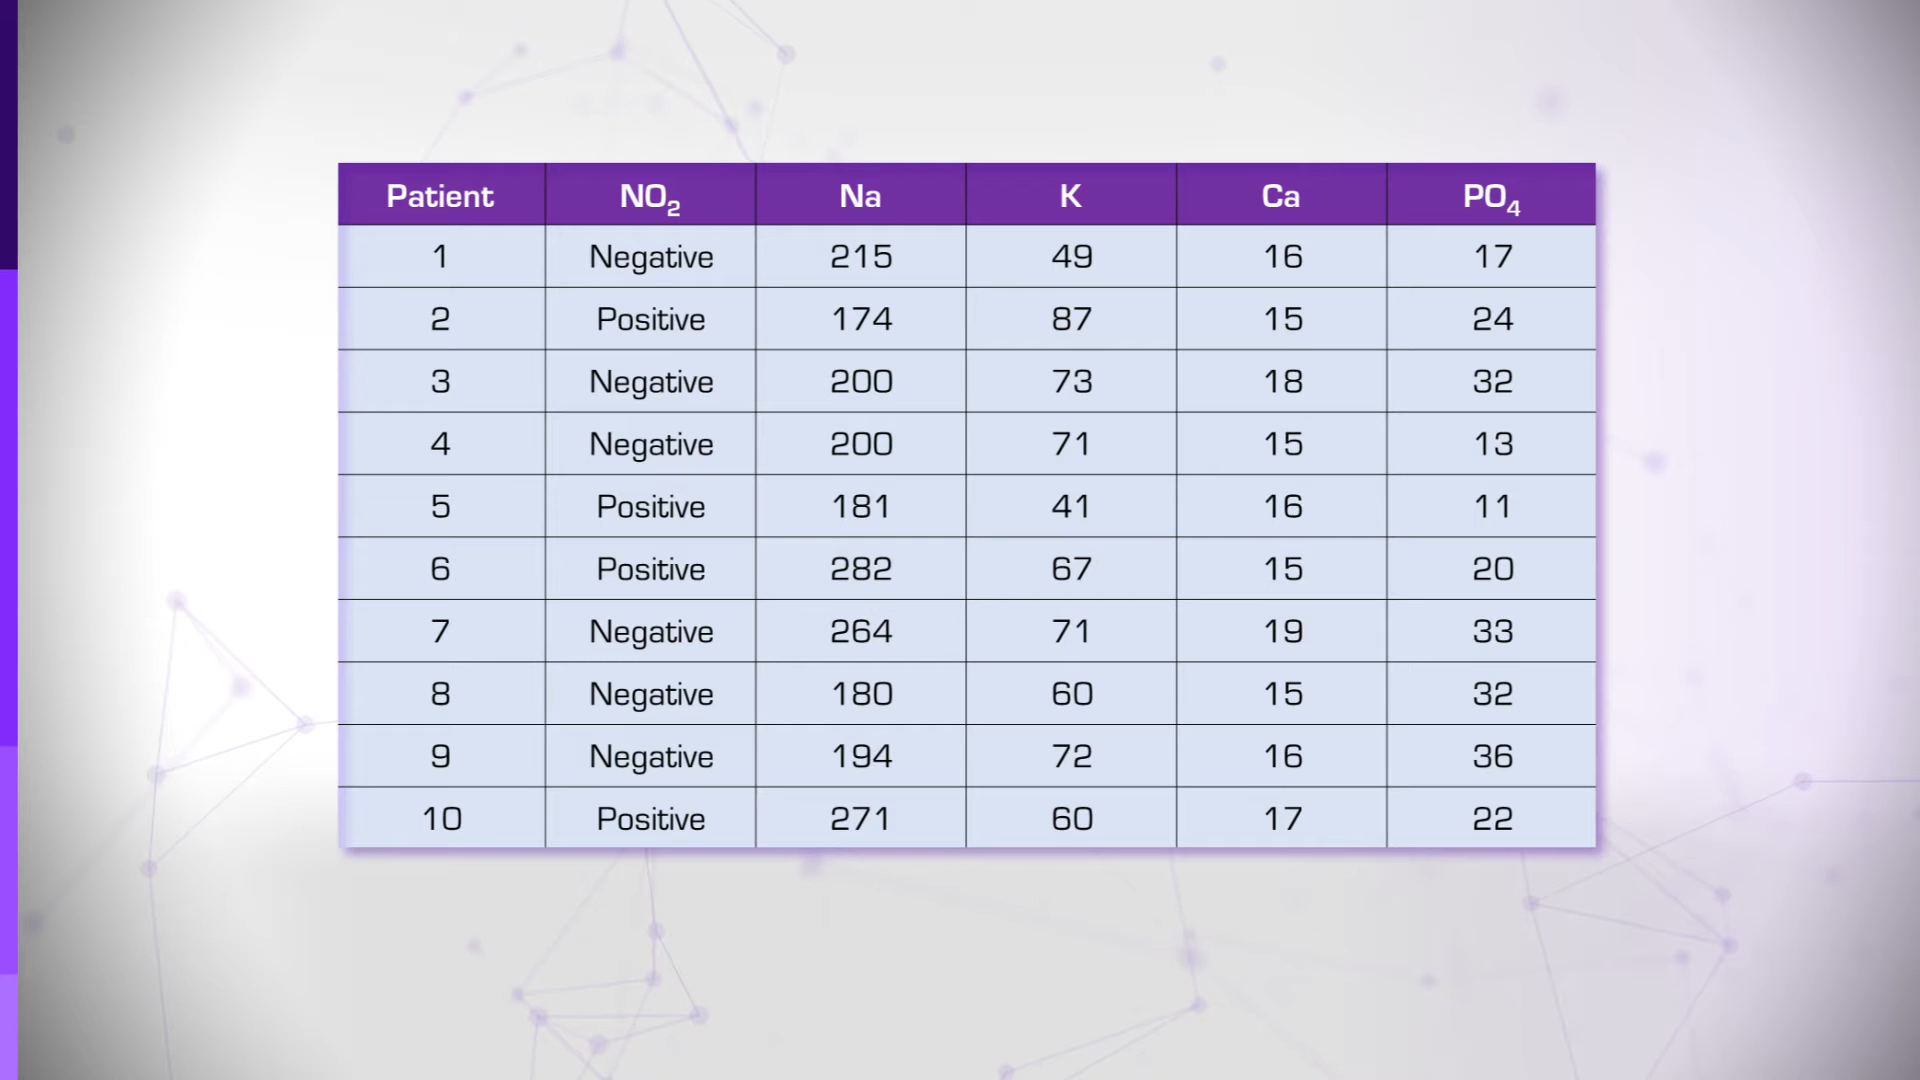 Patient NO₂ Na K Ca PO₄
1 Negative 215 49 16 17
2 Positive 174 87 15 24
3 Negative 200 73 18 32
4 Negative 200 71 15 13
5 Positive 181 41 16 11
6 Positive 282 67 15 20
7 Negative 264 71 19 33
8 Negative 180 60 15 32
9 Negative 194 72 16 36
10 Positive 271 60 17 22